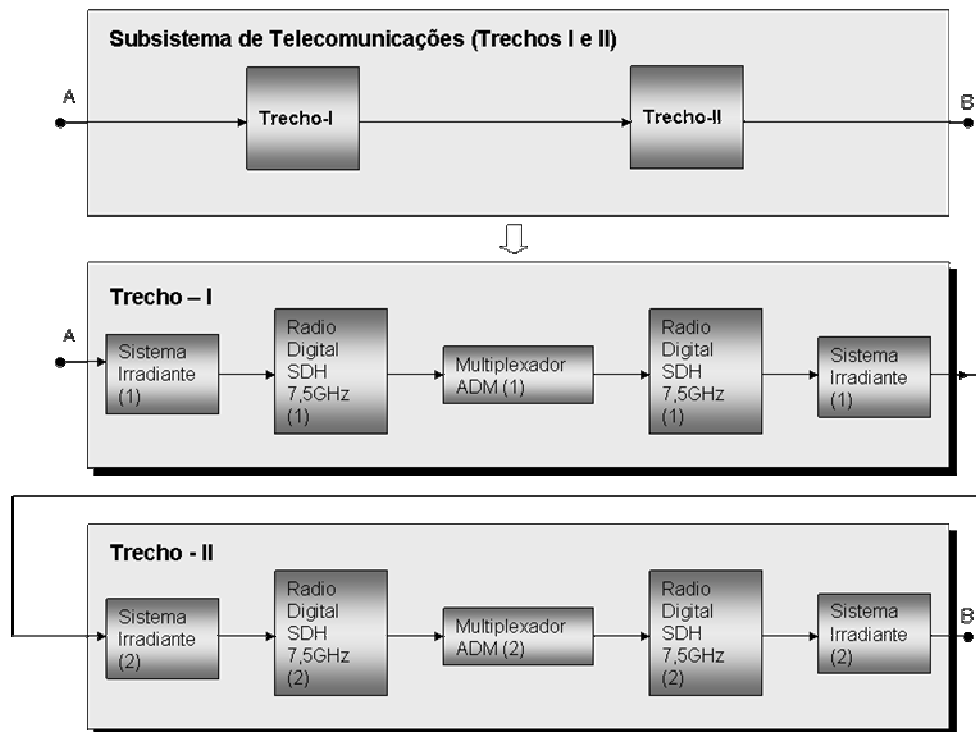 Subsistema de Telecomunicações (Trechos I e II)
A
B
Trecho-I
Trecho-II
Trecho – I
A
Sistema
Irradiante
(1)
Radio
Digital
SDH
7,5GHz
(1)
Multiplexador
ADM (1)
Radio
Digital
SDH
7,5GHz
(1)
Sistema
Irradiante
(1)
Trecho - II
Sistema
Irradiante
(2)
Radio
Digital
SDH
7,5GHz
(2)
Multiplexador
ADM (2)
Radio
Digital
SDH
7,5GHz
(2)
Sistema
Irradiante
(2)
B